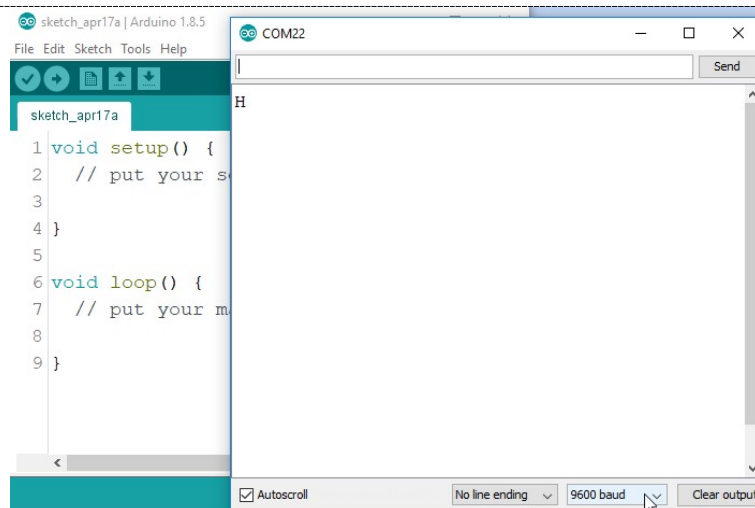 sketch_apr17a | Arduino 1.8.5
File Edit Sketch Tools Help
sketch_apr17a
1 void setup() {
2 // put your
3
4 }
5
6 void loop() {
7 // put your
8
9 }
COM22
Send
H
Autoscroll
No line ending
9600 baud
Clear output